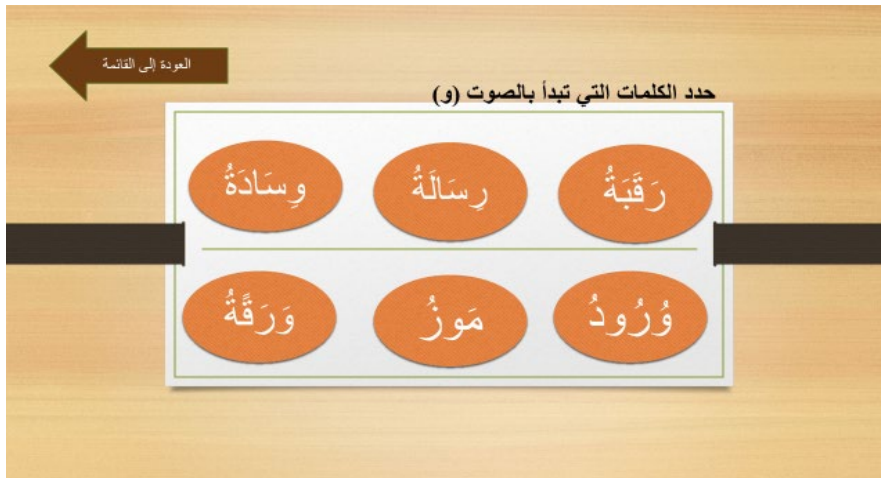 العودة إلى القائمة
حدد الكلمات التي تبدأ بالصوت (و)
رَقَبَةُ رِسَالَةُ وِسَادَةُ
وُرُودُ مَوزُ وَرَقًةُ